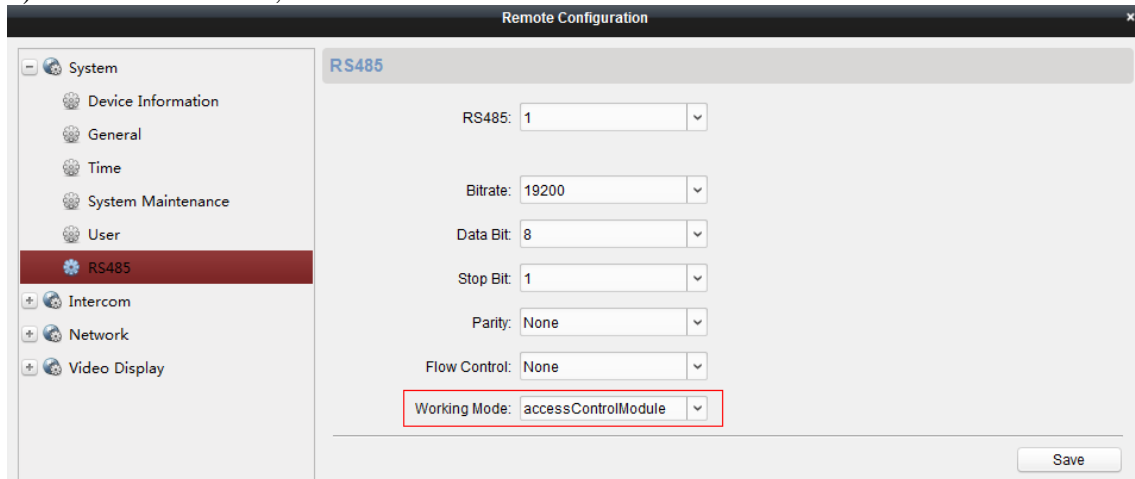 Remote Configuration
×
System
Device Information
General
Time
System Maintenance
User
RS485
Intercom
Network
Video Display
RS485
RS485: 1
Bitrate: 19200
Data Bit: 8
Stop Bit: 1
Parity: None
Flow Control: None
Working Mode: accessControlModule
Save